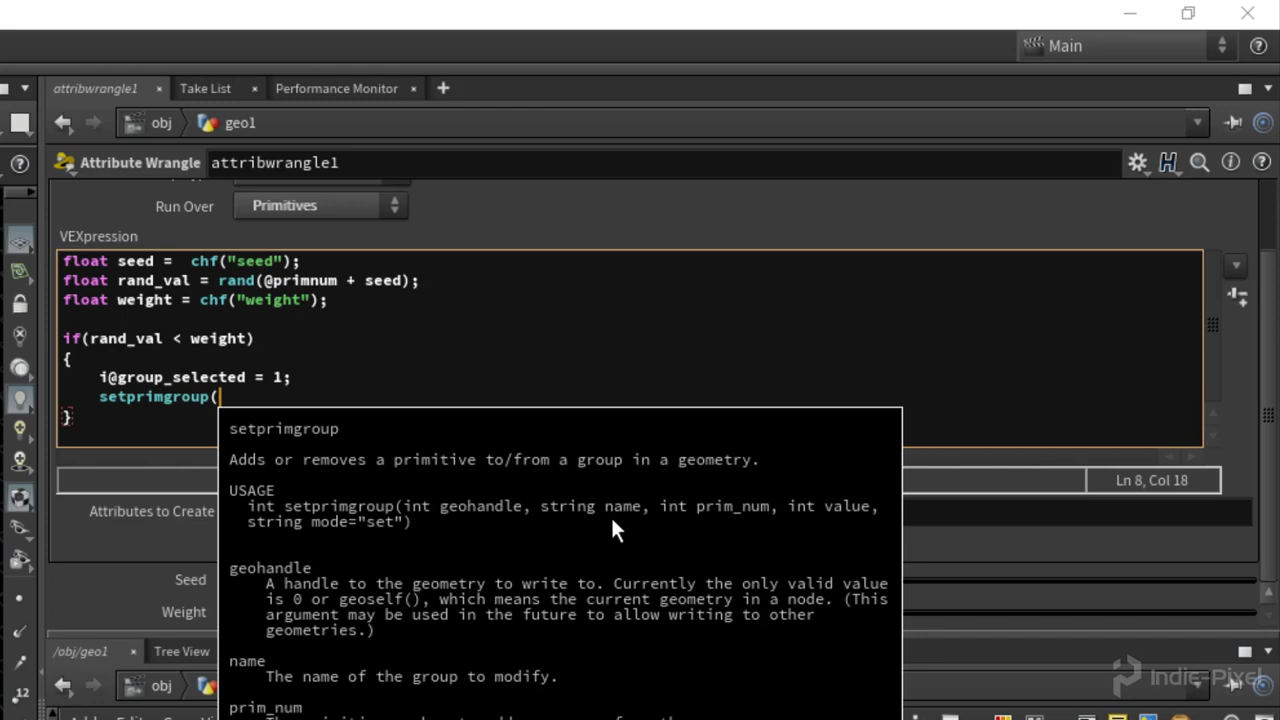 Main
attribwrangle1
Take List
Performance Monitor
obj
geo1
Attribute Wrangle
attribwrangle1
Run Over
Primitives
VEXpression
float seed =  chf("seed");
float rand_val = rand(@primnum + seed);
float weight = chf("weight");
if(rand_val < weight)
{
i@group_selected = 1;
setprimgroup(
}
setprimgroup
Adds or removes a primitive to/from a group in a geometry.
USAGE
int setprimgroup(int geohandle, string name, int prim_num, int value,
string mode="set")
geohandle
A handle to the geometry to write to. Currently the only valid value
is 0 or geoself(), which means the current geometry in a node. (This
argument may be used in the future to allow writing to other
geometries.)
name
The name of the group to modify.
prim_num
Ln 8, Col 18
Attributes to Create
Seed
Weight
/obj/geo1
Tree View
obj
12
Indie-Pixel